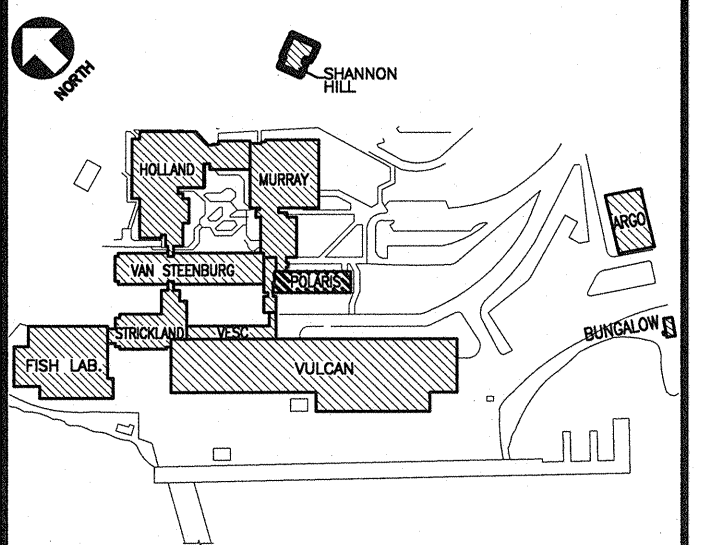 NORTH
SHANNON
HILL
HOLLAND
MURRAY
ARGO
VAN STEENBURG
POLARIS
STRICKLAND
VESC
BUNGALOW
FISH LAB.
VULCAN